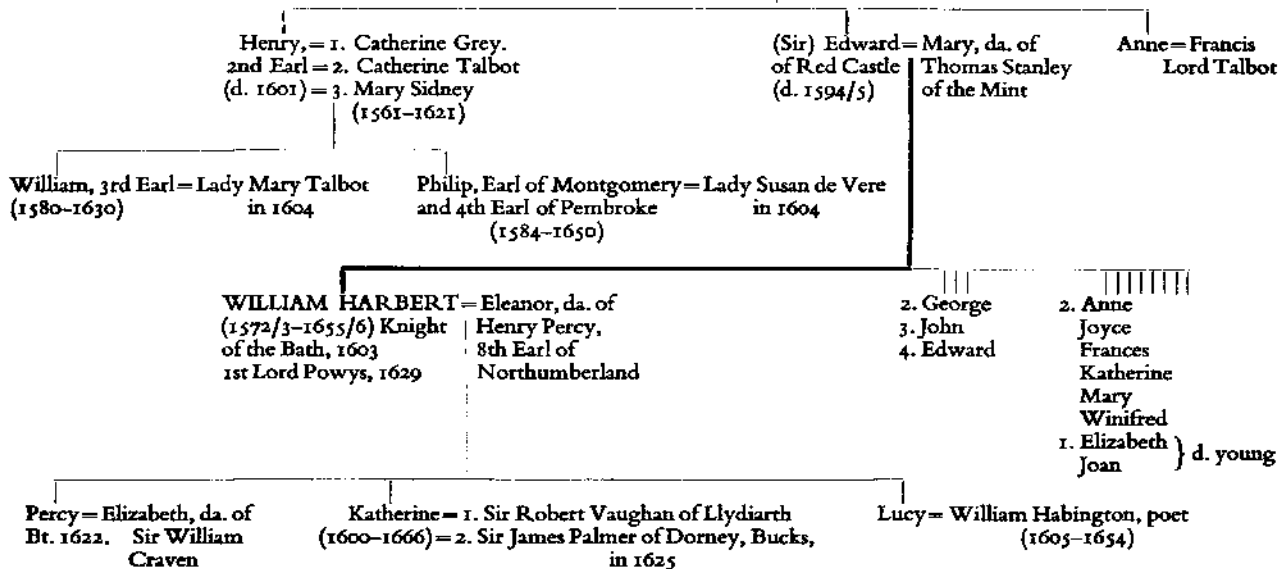 Henry,= 1. Catherine Grey.
2nd Earl = 2. Catherine Talbot
(d. 1601) = 3. Mary Sidney
(1561–1621)
(Sir) Edward = Mary, da. of
of Red Castle Thomas Stanley
(d. 1594/5) of the Mint
Anne = Francis
Lord Talbot
William, 3rd Earl = Lady Mary Talbot
(1580–1630) in 1604
Philip, Earl of Montgomery = Lady Susan de Vere
and 4th Earl of Pembroke in 1604
(1584–1650)
WILLIAM HARBERT = Eleanor, da. of
(1572/3–1655/6) Knight Henry Percy,
of the Bath, 1603 8th Earl of
1st Lord Powys, 1629 Northumberland
2. George
3. John
4. Edward
2. Anne
Joyce
Frances
Katherine
Mary
Winifred
1. Elizabeth } d. young
Joan
Percy = Elizabeth, da. of
Bt. 1622. Sir William
Craven
Katherine = 1. Sir Robert Vaughan of Llydiarth
(1600–1666) = 2. Sir James Palmer of Dorney, Bucks,
in 1625
Lucy = William Habington, poet
(1605–1654)